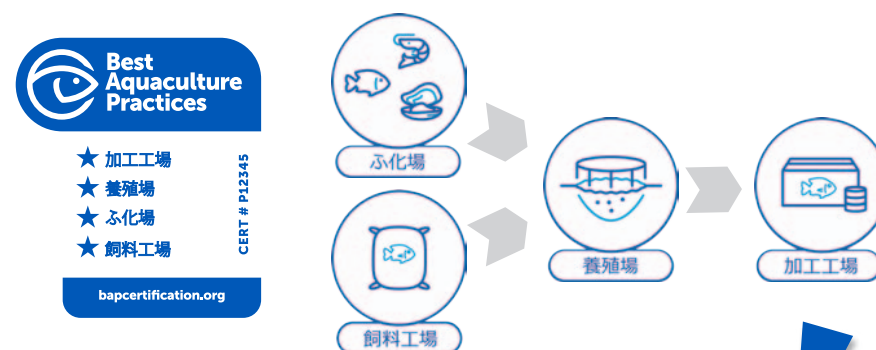 Best
Aquaculture
Practices
★ 加工工場
★ 養殖場
★ ふ化場
★ 飼料工場
CERT # P12345
bapcertification.org
ふ化場
飼料工場
養殖場
加工工場